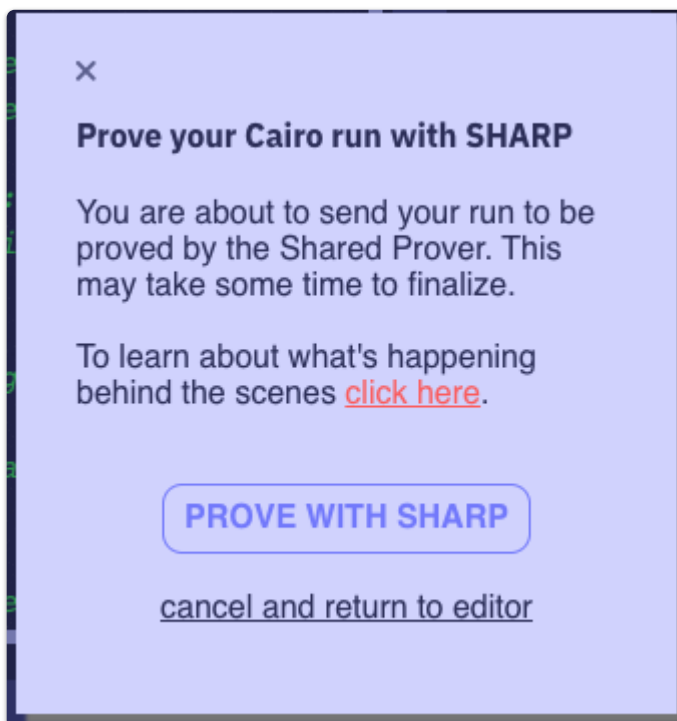 ×
Prove your Cairo run with SHARP
You are about to send your run to be
proved by the Shared Prover. This
may take some time to finalize.
To learn about what's happening
behind the scenes click here.
PROVE WITH SHARP
cancel and return to editor